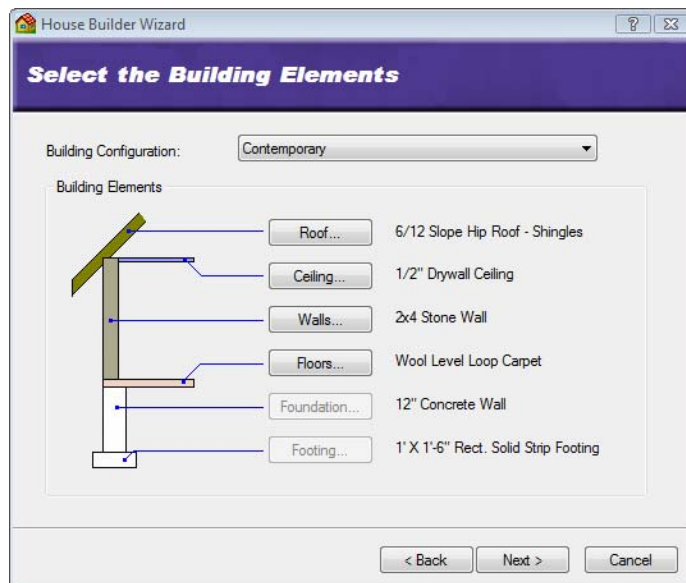 House Builder Wizard
Select the Building Elements
Building Configuration: Contemporary
Building Elements
Roof... 6/12 Slope Hip Roof - Shingles
Ceiling... 1/2" Drywall Ceiling
Walls... 2x4 Stone Wall
Floors... Wool Level Loop Carpet
Foundation... 12" Concrete Wall
Footing... 1' X 1'-6" Rect. Solid Strip Footing
< Back Next > Cancel